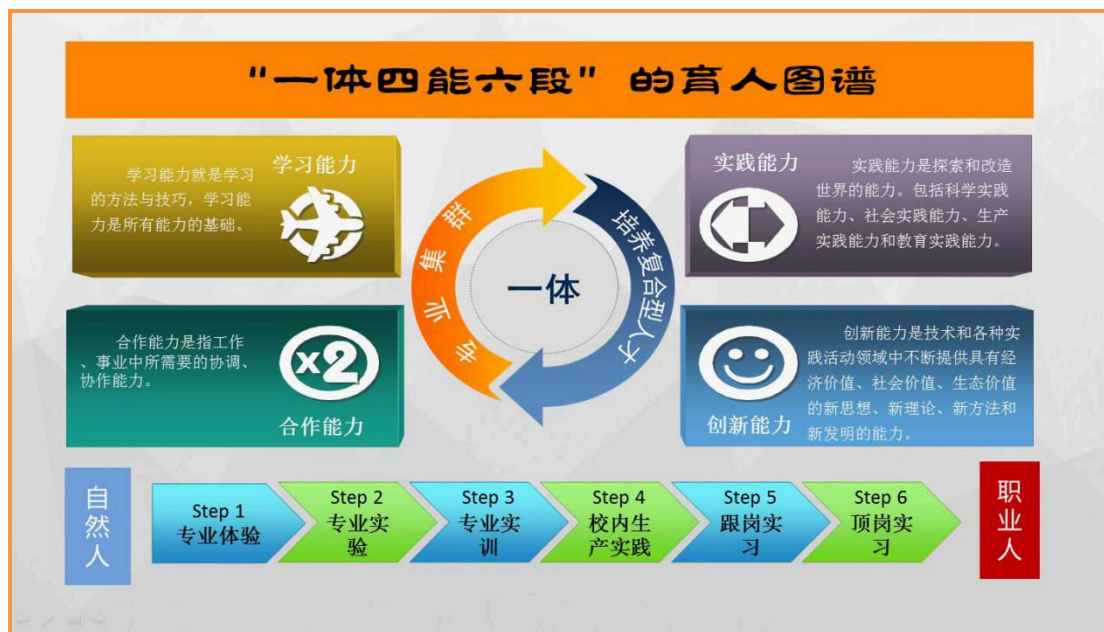 “一体四能六段”的育人图谱
学习能力
学习能力就是学习
的方法与技巧，学习能
力是所有能力的基础。
合作能力是指工作
、事业中所需要的协调、
协作能力。
x2
合作能力
专业集群
一体
培养复合型人才
实践能力
实践能力是探索和改造
世界的能力。包括科学实践
能力、社会实践能力、生产
实践能力和教育实践能力。
创新能力是技术和各种实
践活动领域中不断提供具有经
济价值、社会价值、生态价值
的新思想、新理论、新方法和
新发明的能力。
创新能力
自然人
Step 1
专业体验
Step 2
专业实
验
Step 3
专业实
训
Step 4
校内生
产实践
Step 5
跟岗实
习
Step 6
顶岗实
习
职业人